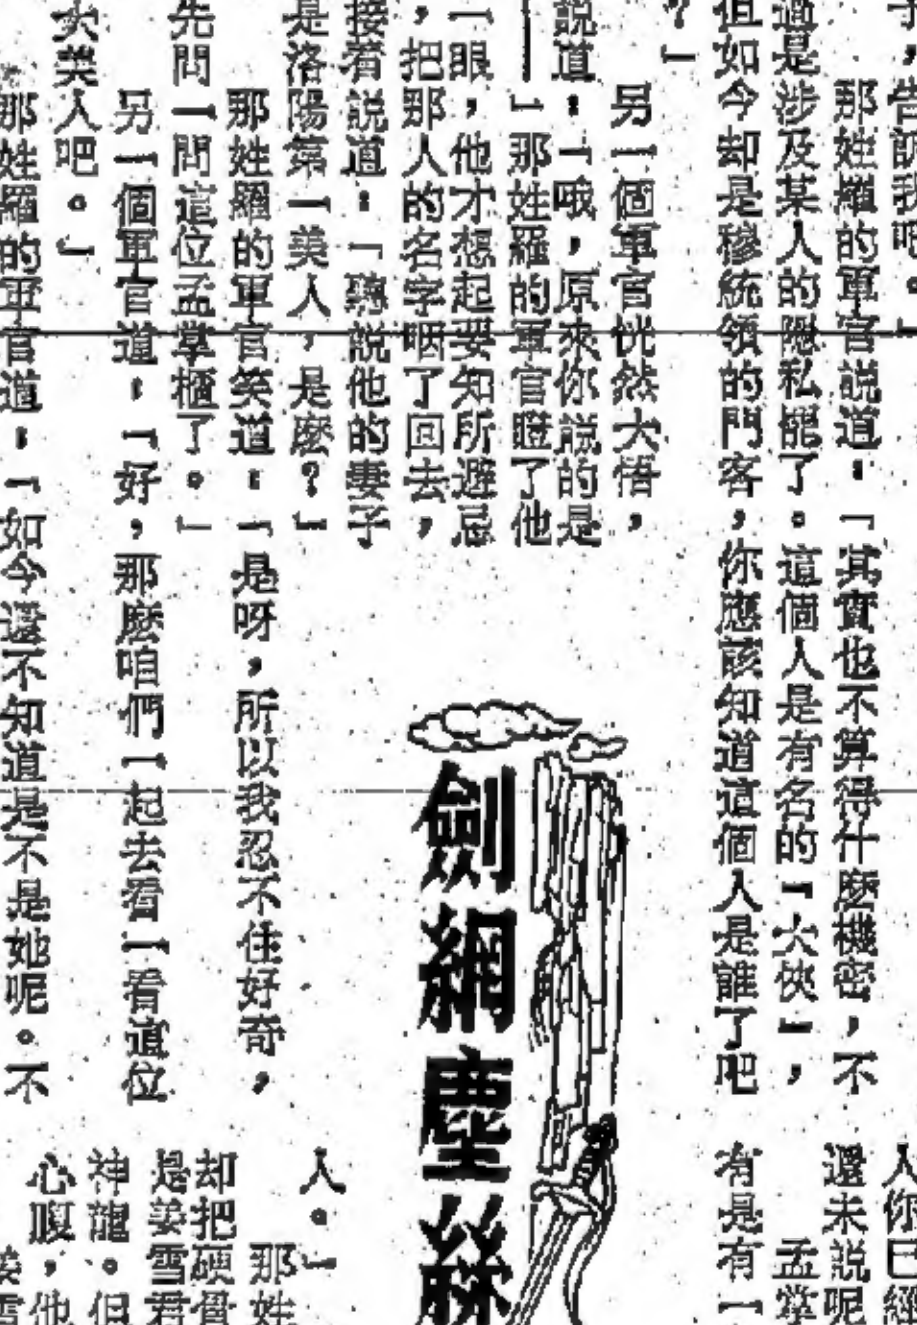 子，告訴我吧。」
那姓羅的軍官說道：「其實也不算得什麽機密，不
過是涉及某人的隱私罷了。這個人是有名的『大俠』，
但如今却是穆統領的門客，你應該知道這個人是誰了吧
？」
另一個軍官恍然大悟，
說道：「哦，原來你說的是
——」那姓羅的軍官瞪了他
一眼，他才想起要知所避忌
，把那人的名字咽了回去，
接着說道：「聽說他的妻子
是洛陽第一美人，是麽？」
那姓羅的軍官笑道：「是呀，所以我忍不住好奇，
先問一問這位孟掌櫃了。」
另一個軍官道：「好，那麽咱們一起去看一看這位
大美人吧。」
那姓羅的軍官道：「如今還不知道是不是她呢。不
劍網塵絲
人你已經
還未說呢
孟掌
有是有一
人。」
那姓
却把硬骨
是姜雪君
神龍。但
心腹，他